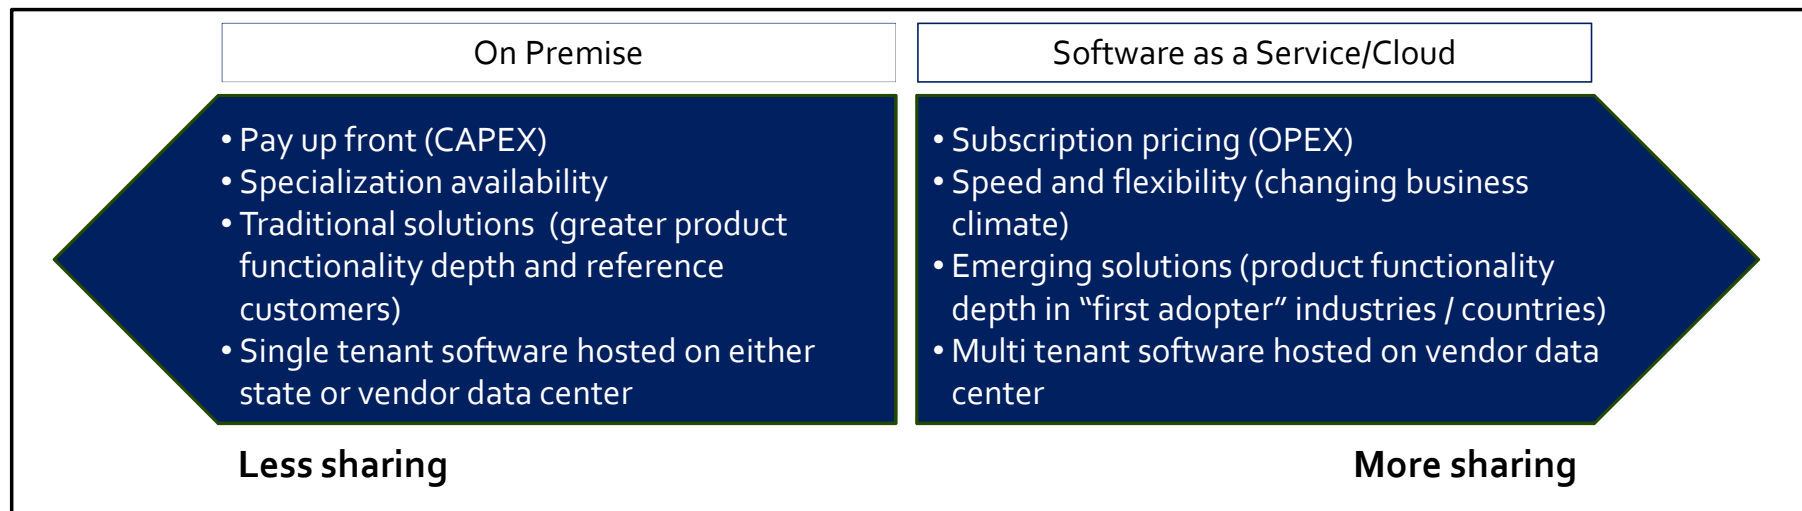 On Premise
• Pay up front (CAPEX)
• Specialization availability
• Traditional solutions  (greater product
functionality depth and reference
customers)
• Single tenant software hosted on either
state or vendor data center
Less sharing
Software as a Service/Cloud
• Subscription pricing (OPEX)
• Speed and flexibility (changing business
climate)
• Emerging solutions (product functionality
depth in “first adopter” industries / countries)
• Multi tenant software hosted on vendor data
center
More sharing